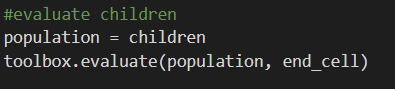 #evaluate children
population = children
toolbox.evaluate(population, end_cell)